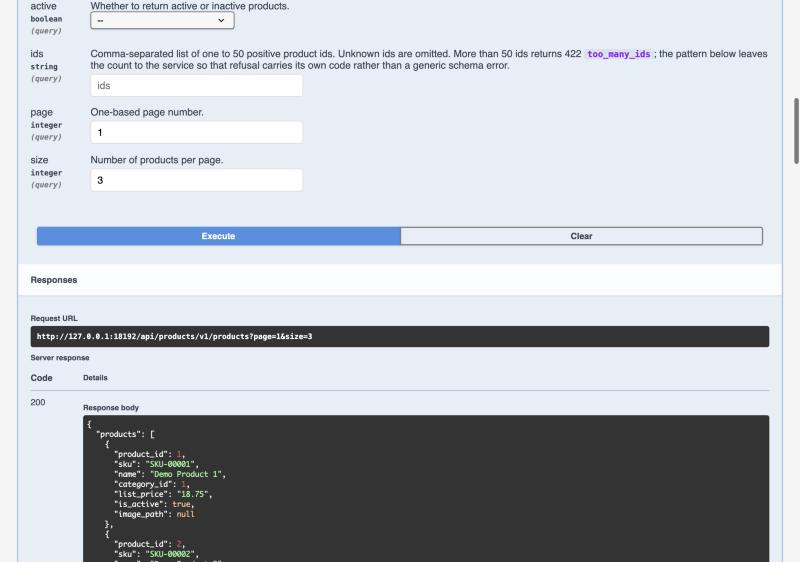 active
Whether to return active or inactive products.
boolean
--
(query)
ids
Comma-separated list of one to 50 positive product ids. Unknown ids are omitted. More than 50 ids returns 422 too_many_ids ; the pattern below leaves
string
the count to the service so that refusal carries its own code rather than a generic schema error.
(query)
ids
page
One-based page number.
integer
(query)
1
size
Number of products per page.
integer
(query)
3
Execute
Clear
Responses
Request URL
http://127.0.0.1:18192/api/products/v1/products?page=1&size=3
Server response
Code
Details
200
Response body
{
"products": [
{
"product_id": 1,
"sku": "SKU-00001",
"name": "Demo Product 1",
"category_id": 1,
"list_price": "18.75",
"is_active": true,
"image_path": null
},
{
"product_id": 2,
"sku": "SKU-00002",